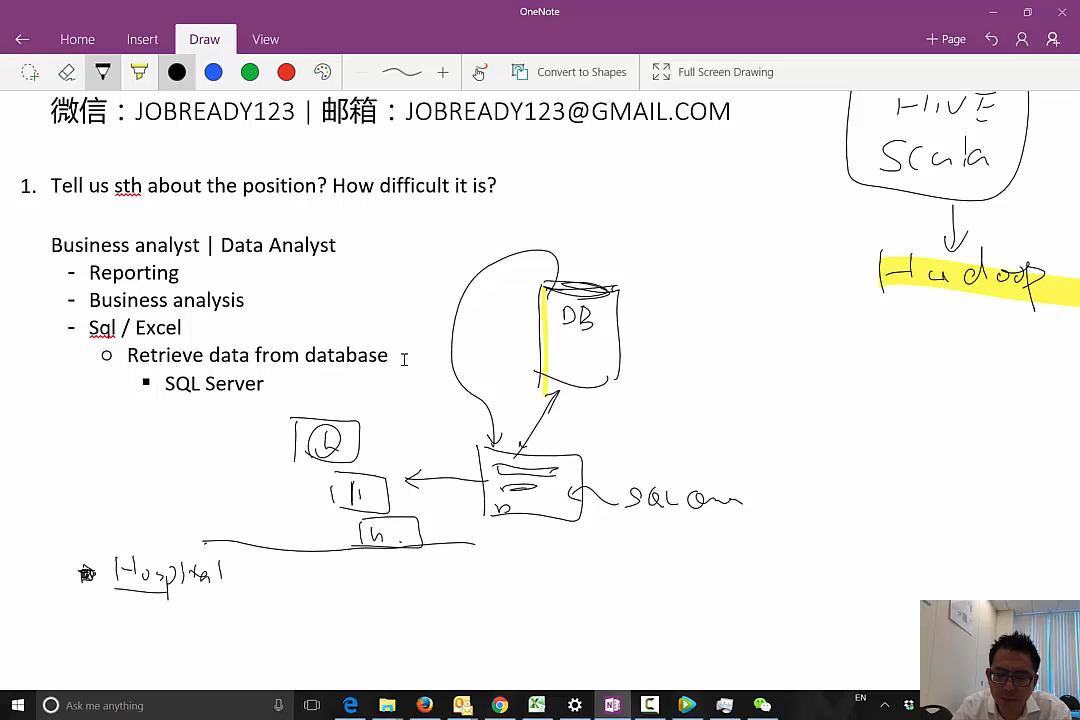 OneNote
Home Insert Draw View
Page
Convert to Shapes
Full Screen Drawing
微信：JOBREADY123 | 邮箱：JOBREADY123@GMAIL.COM
HIVE
Scala
1. Tell us sth about the position? How difficult it is?
Hadoop
Business analyst | Data Analyst
- Reporting
- Business analysis
- Sql / Excel
DB
o Retrieve data from database
▪ SQL Server
SQL
Hospital
Ask me anything
EN